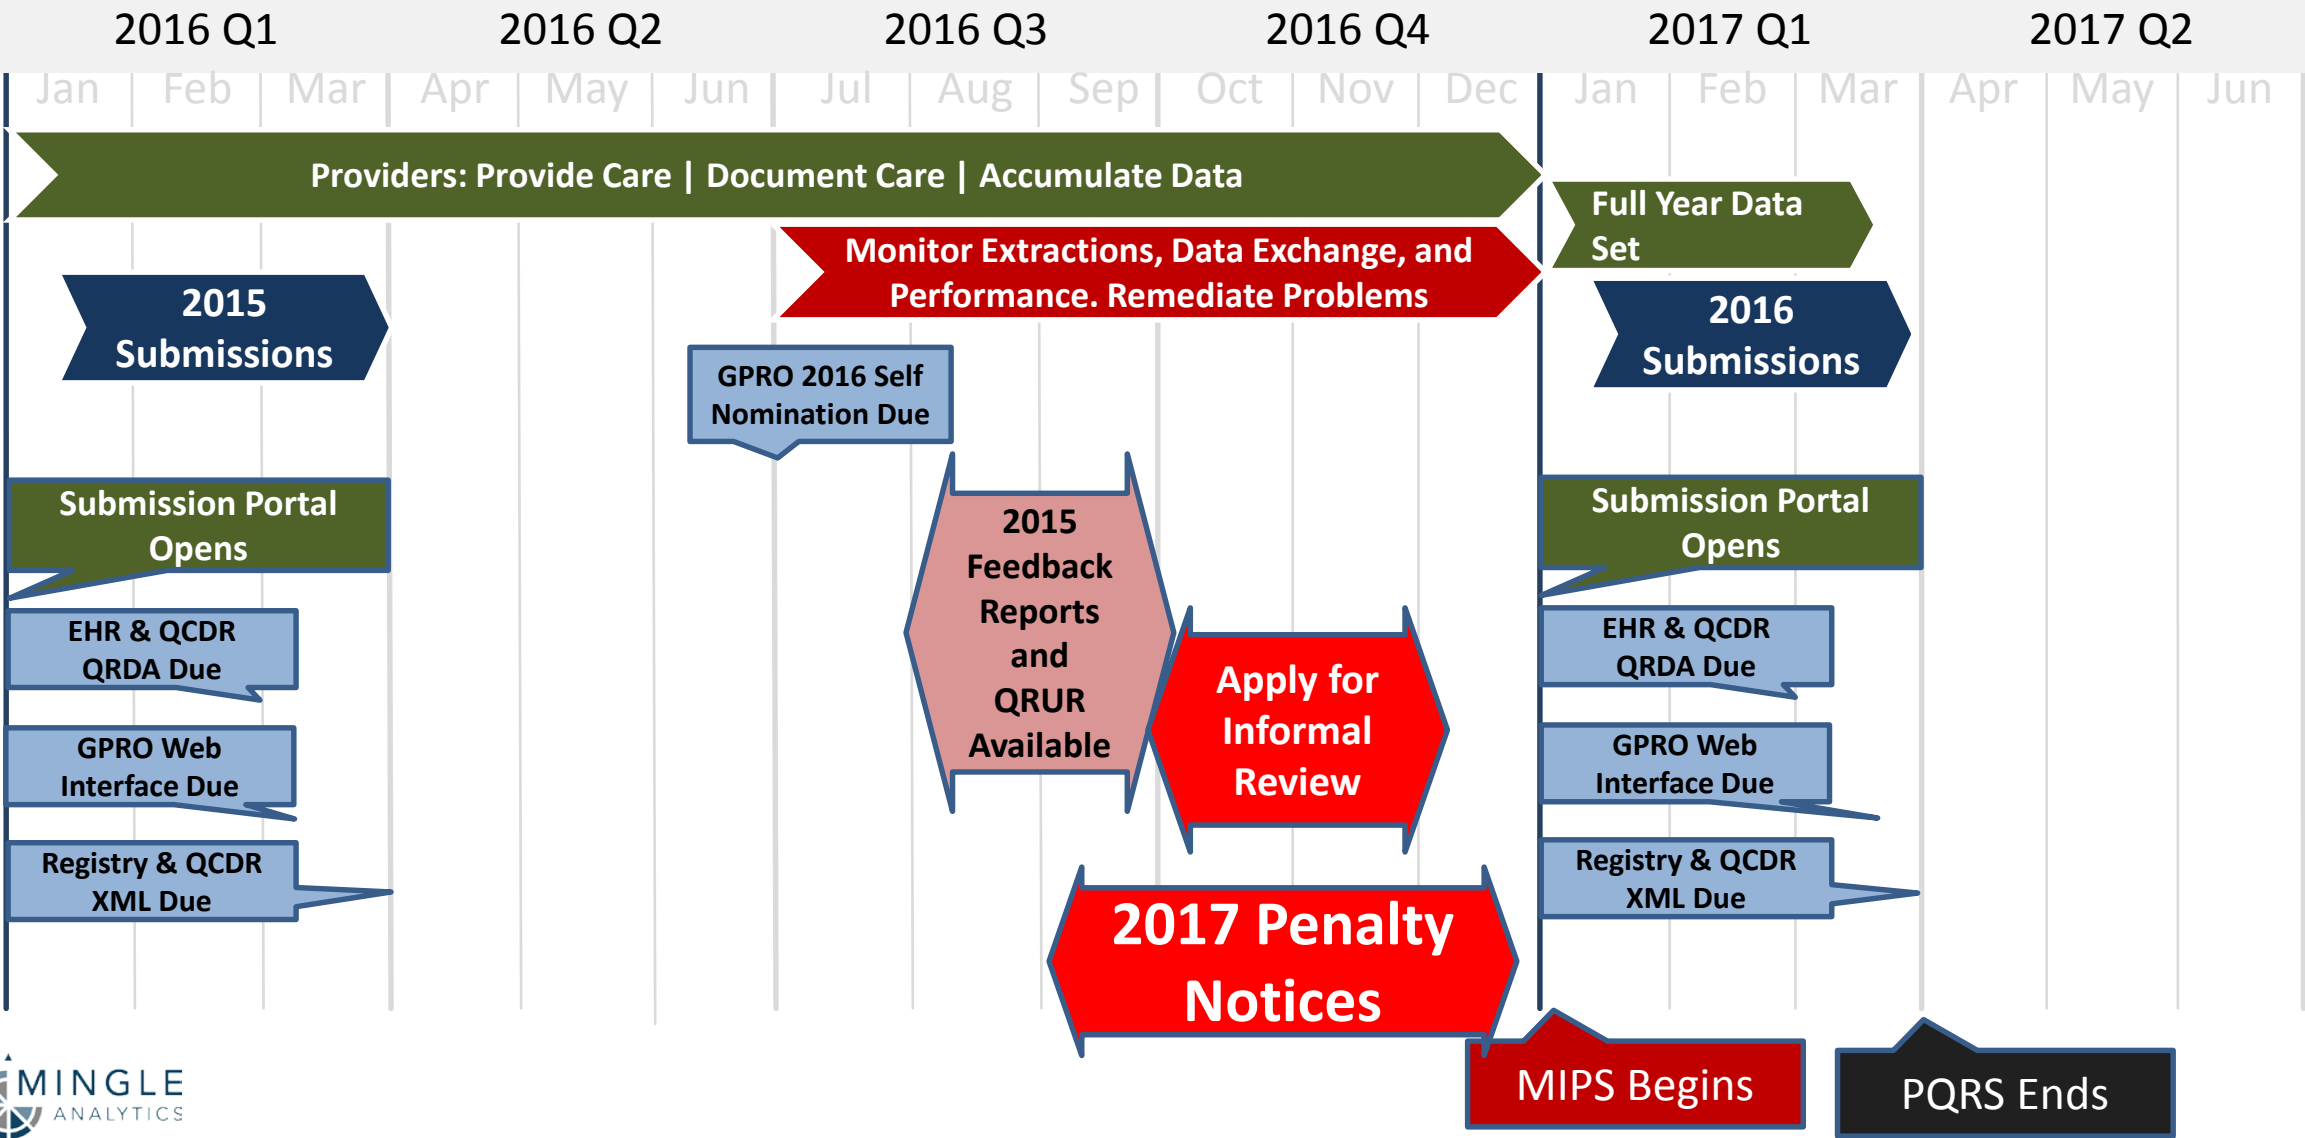 2016 Q1 2016 Q2 2016 Q3 2016 Q4 2017 Q1 2017 Q2
Jan Feb Mar Apr May Jun Jul Aug Sep Oct Nov Dec Jan Feb Mar Apr May Jun
Providers: Provide Care | Document Care | Accumulate Data
Full Year Data
Set
Monitor Extractions, Data Exchange, and
Performance. Remediate Problems
2015
Submissions
2016
Submissions
GPRO 2016 Self
Nomination Due
Submission Portal
Opens
EHR & QCDR
QRDA Due
GPRO Web
Interface Due
Registry & QCDR
XML Due
2015
Feedback
Reports
and
QRUR
Available
Apply for
Informal
Review
2017 Penalty
Notices
Submission Portal
Opens
EHR & QCDR
QRDA Due
GPRO Web
Interface Due
Registry & QCDR
XML Due
MIPS Begins
PQRS Ends
MINGLE
ANALYTICS